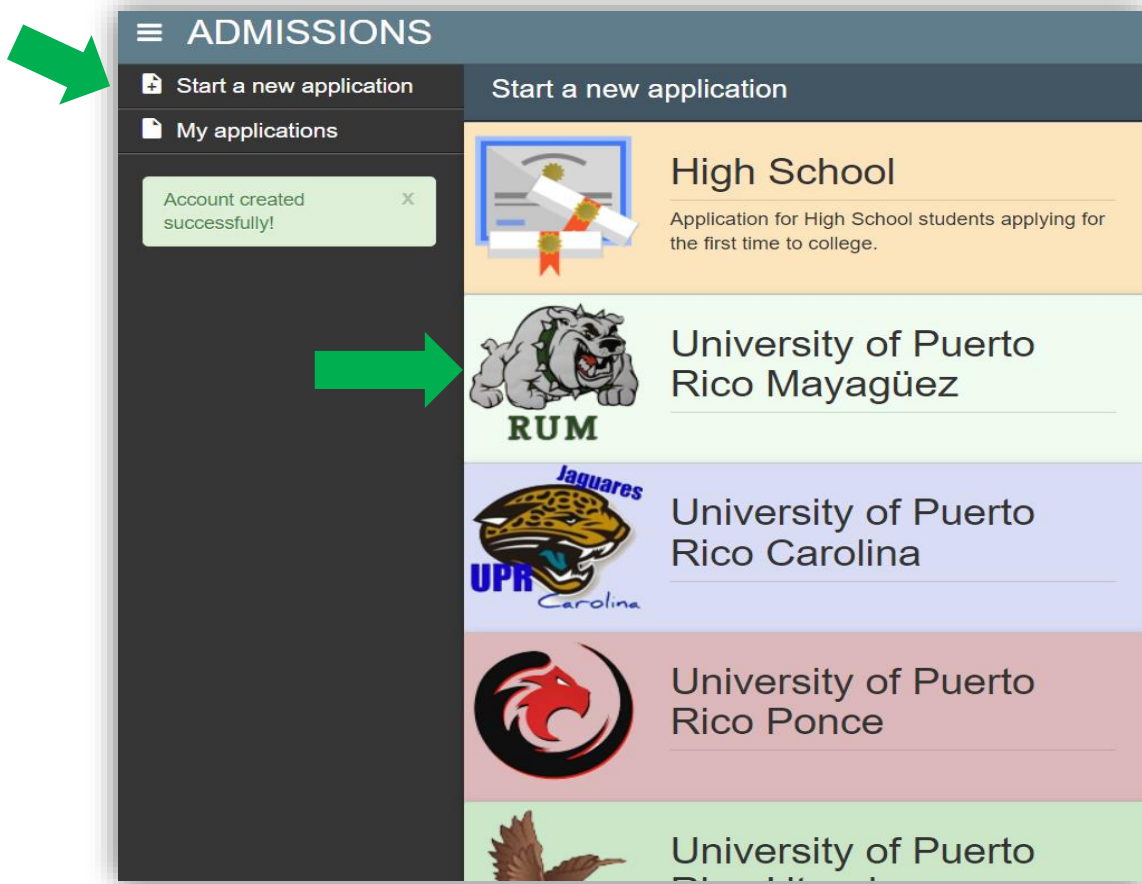 ADMISSIONS
Start a new application
My applications
Account created
successfully!
Start a new application
High School
Application for High School students applying for
the first time to college.
RUM
University of Puerto
Rico Mayagüez
Jaguares
UPR
Carolina
University of Puerto
Rico Carolina
University of Puerto
Rico Ponce
University of Puerto